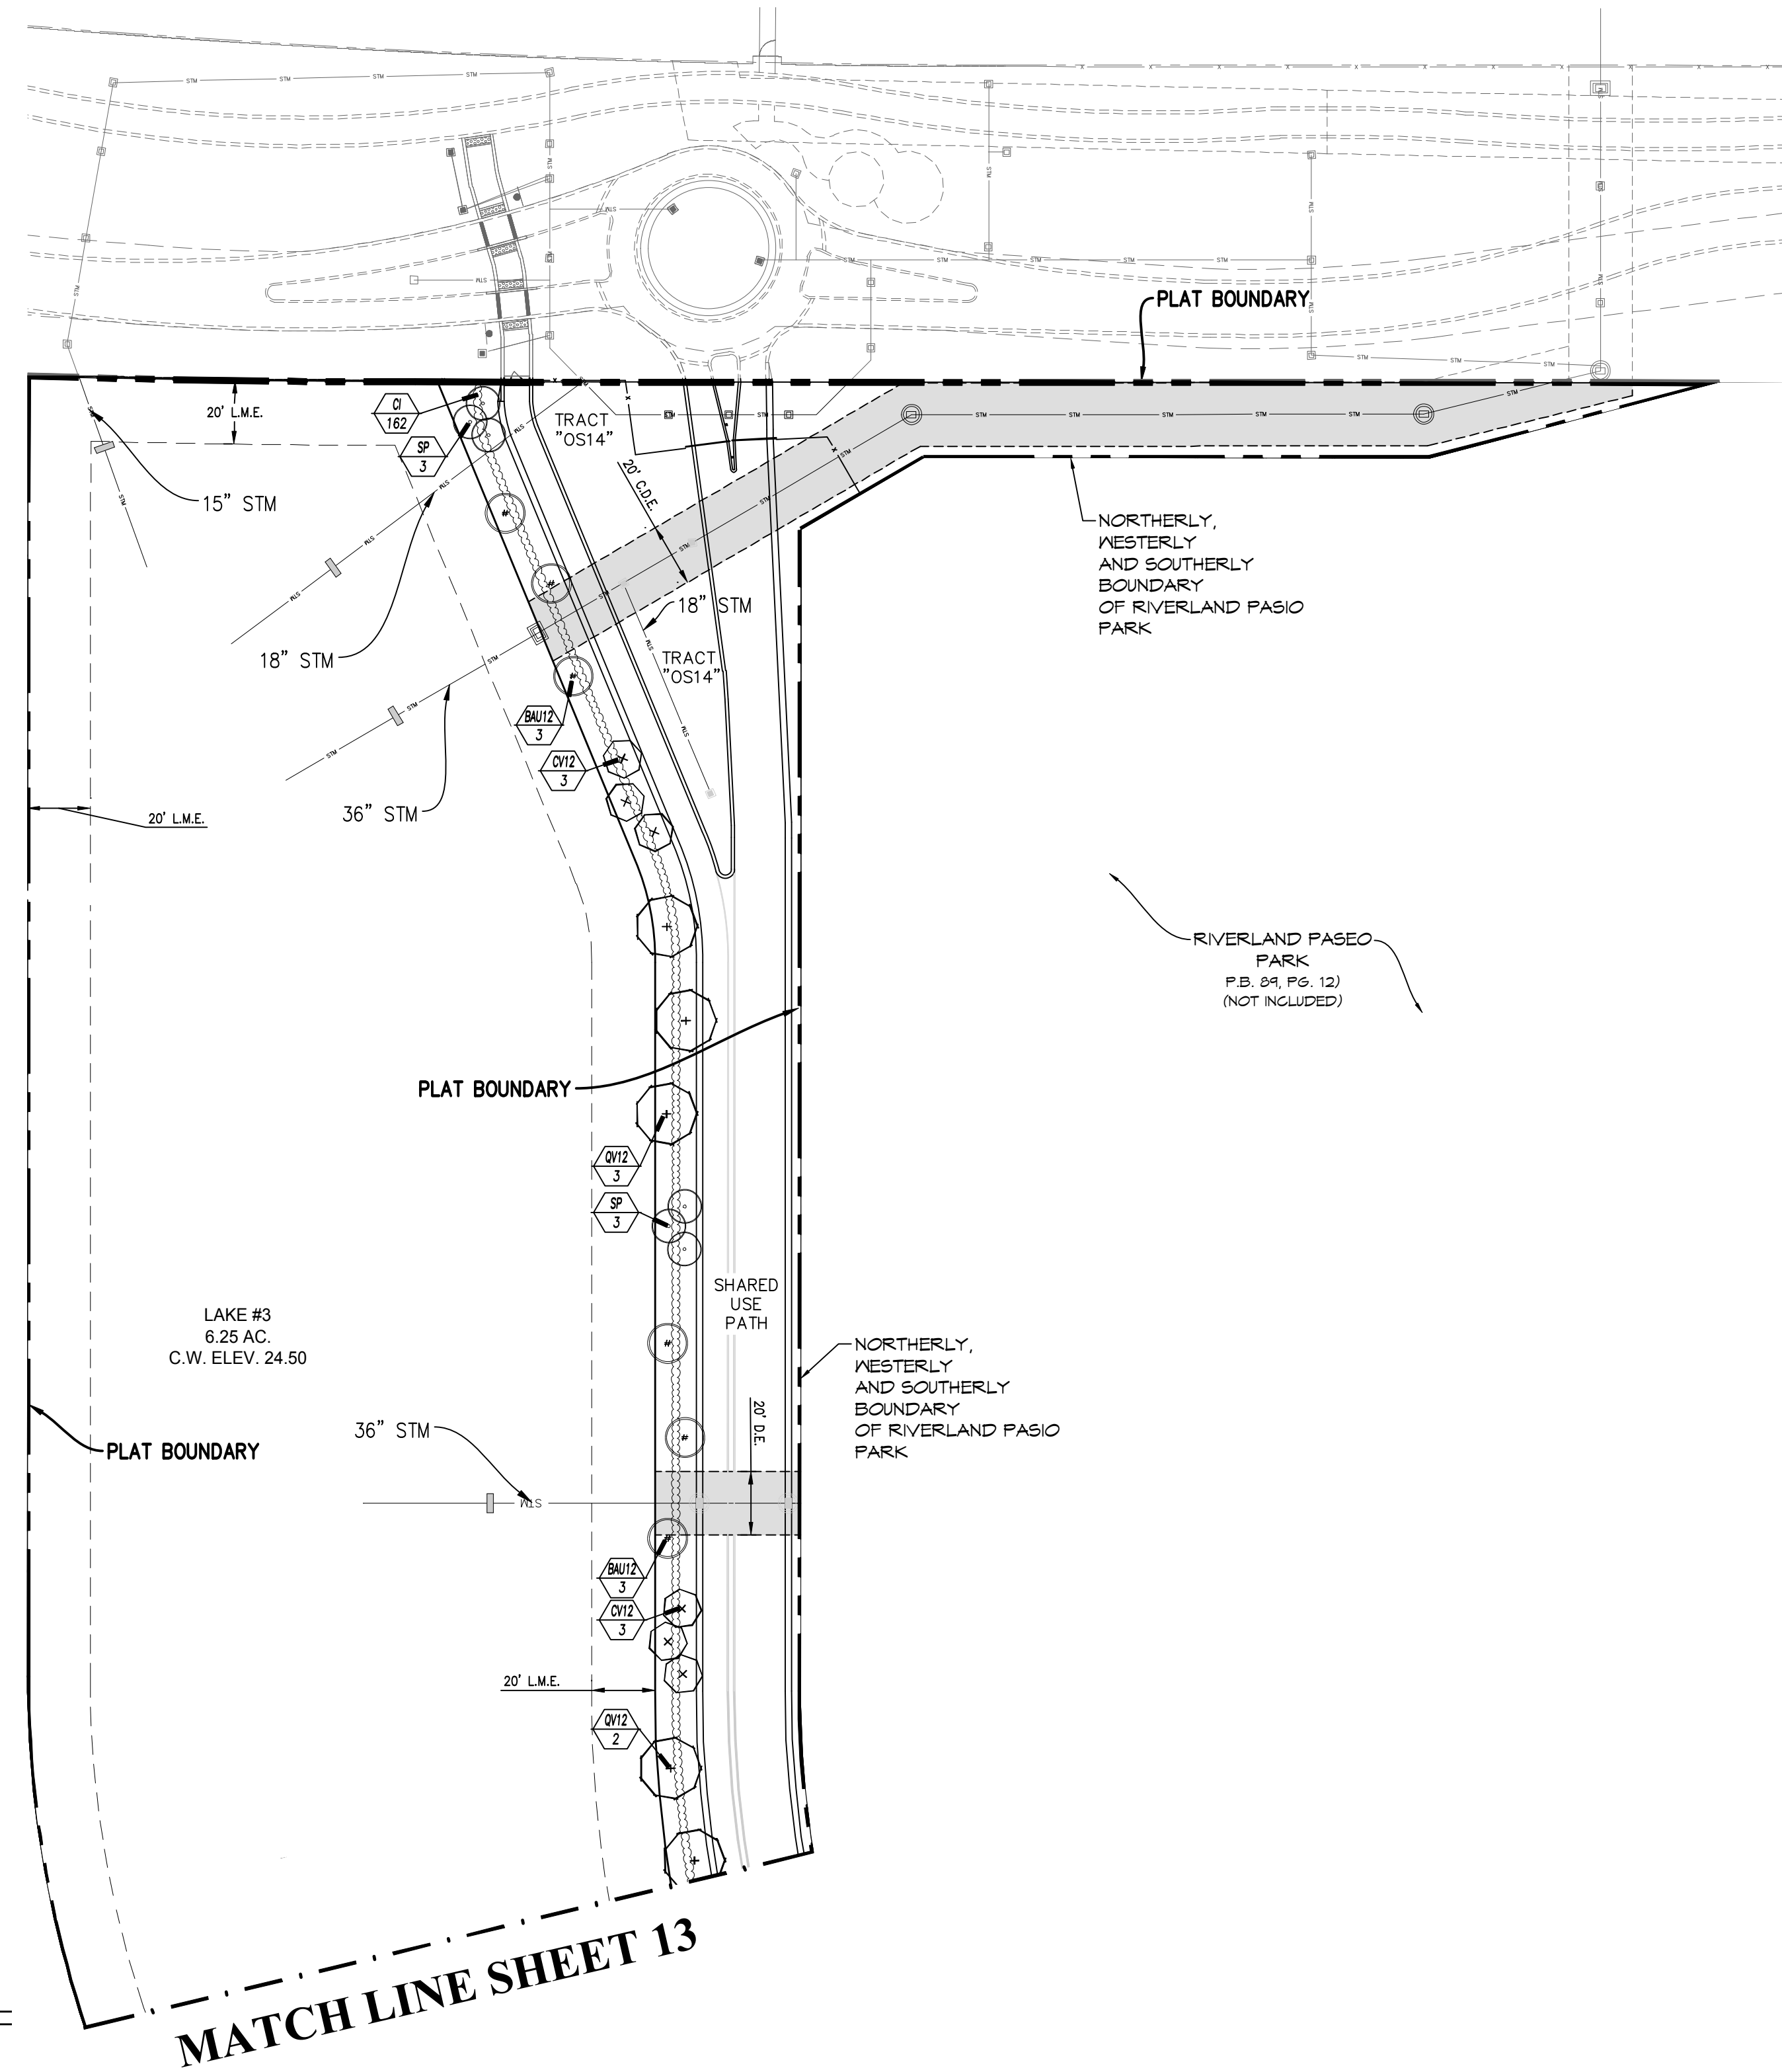 PLAT BOUNDARY
20' L.M.E.
CI
162
SP
3
TRACT
"OS14"
20' C.D.E.
15" STM
18" STM
18" STM
TRACT
"OS14"
NORTHERLY,
WESTERLY
AND SOUTHERLY
BOUNDARY
OF RIVERLAND PASIO
PARK
BAU12
3
CV12
3
36" STM
20' L.M.E.
RIVERLAND PASEO
PARK
P.B. 89, PG. 12)
(NOT INCLUDED)
PLAT BOUNDARY
QV12
3
SP
3
SHARED
USE
PATH
LAKE #3
6.25 AC.
C.W. ELEV. 24.50
NORTHERLY,
WESTERLY
AND SOUTHERLY
BOUNDARY
OF RIVERLAND PASIO
PARK
20' D.E.
36" STM
PLAT BOUNDARY
STM
BAU12
3
CV12
3
20' L.M.E.
QV12
2
MATCH LINE SHEET 13